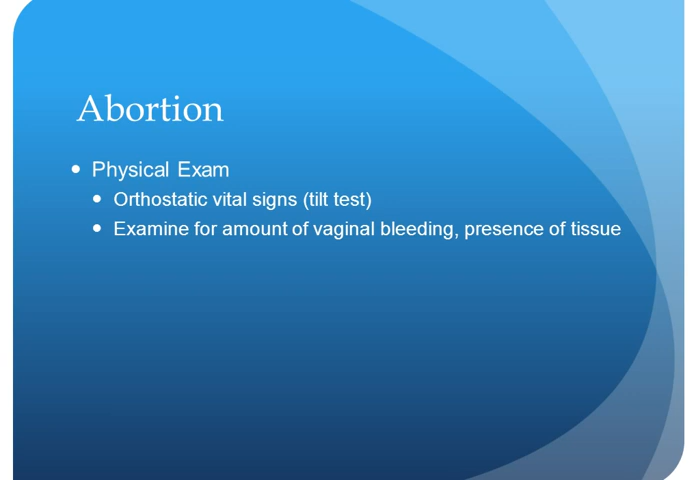 Abortion
Physical Exam
Orthostatic vital signs (tilt test)
Examine for amount of vaginal bleeding, presence of tissue